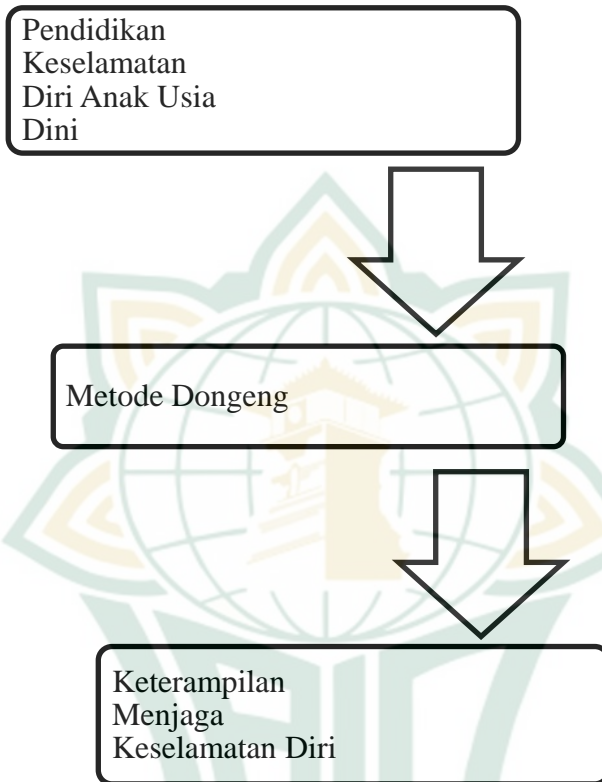 Pendidikan
Keselamatan
Diri Anak Usia
Dini
Metode Dongeng
Keterampilan
Menjaga
Keselamatan Diri